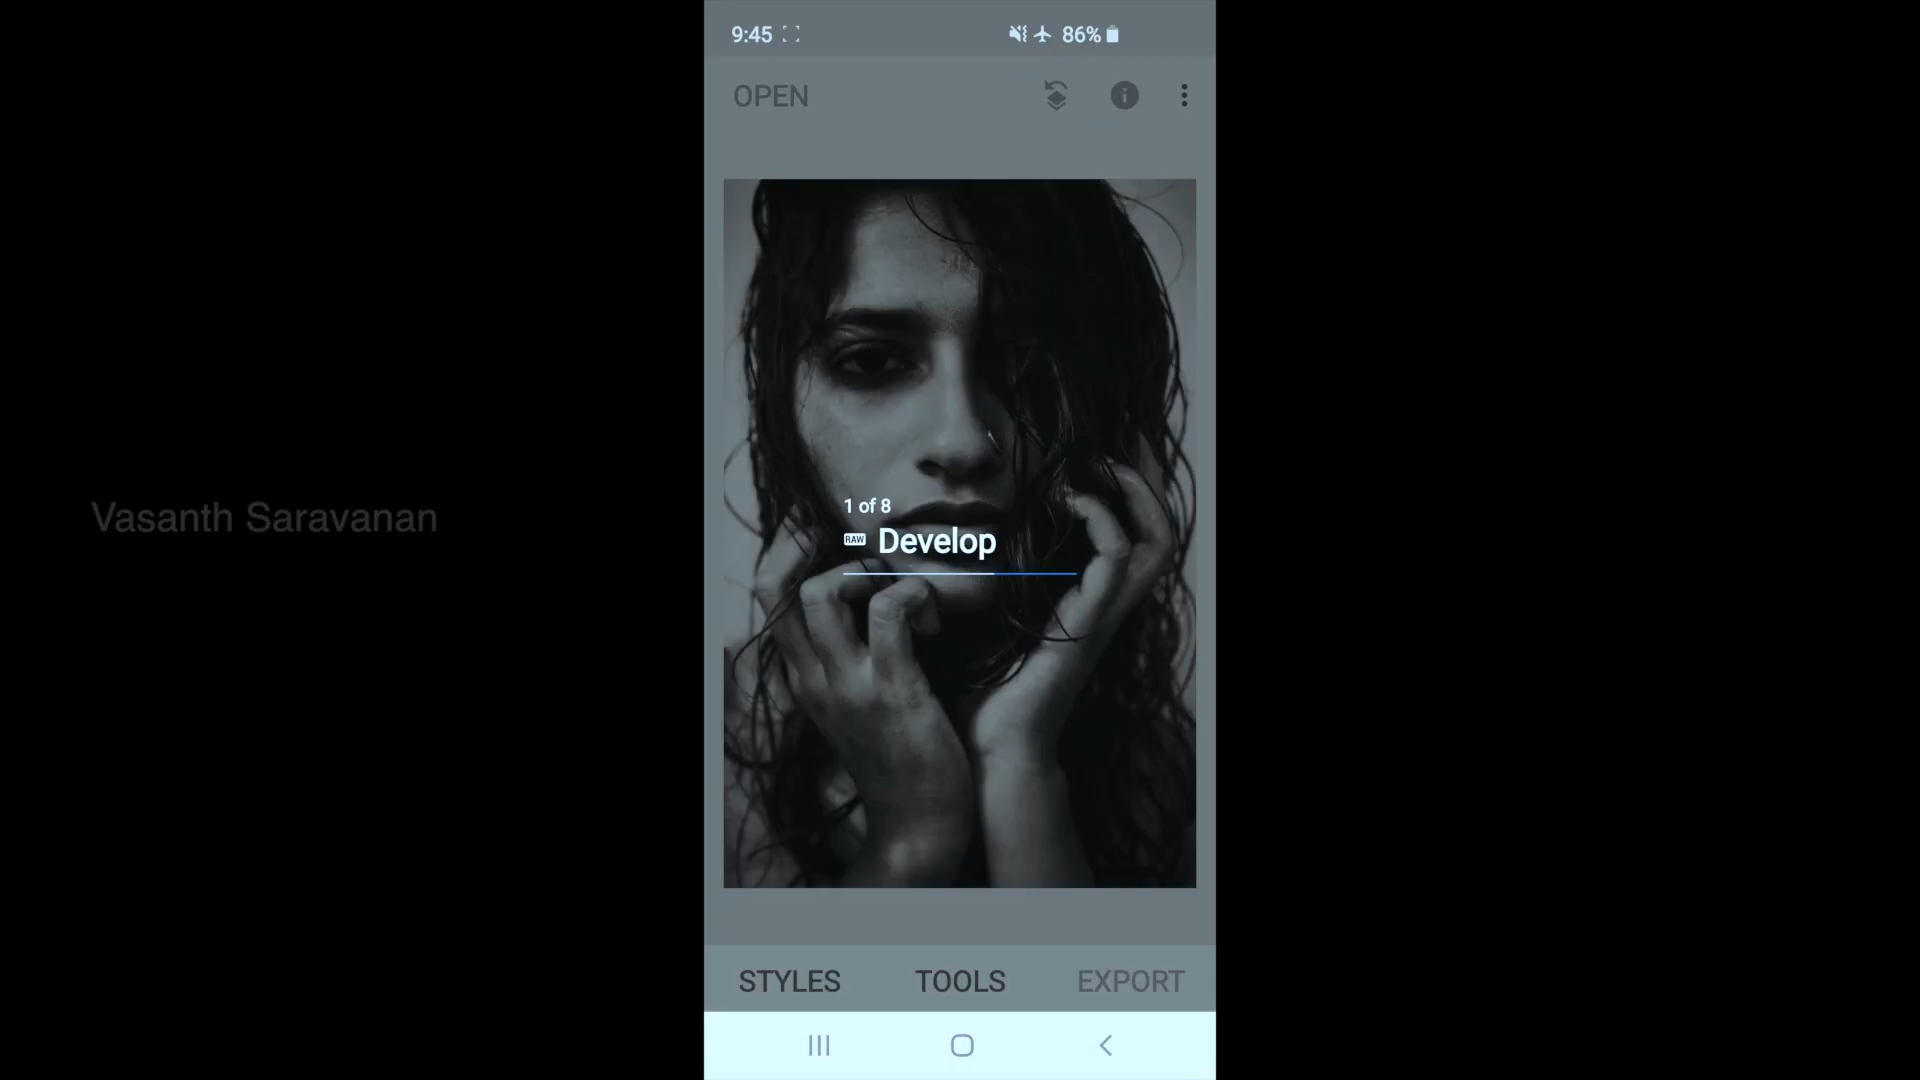 9:45
86%
OPEN
Vasanth Saravanan
1 of 8
RAW Develop
STYLES
TOOLS
EXPORT